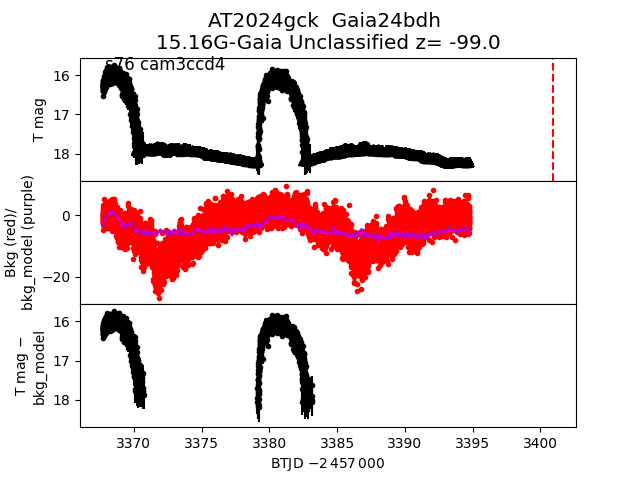 AT2024gck  Gaia24bdh
15.16G-Gaia Unclassified z= -99.0
s76 cam3ccd4
16
17
18
T mag
0
−20
Bkg (red)/
bkg_model (purple)
16
17
18
T mag −
bkg_model
3370 3375 3380 3385 3390 3395 3400
BTJD −2 457 000